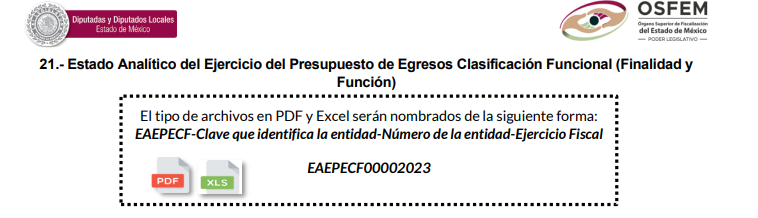 Diputadas y Diputados Locales
Estado de México
OSFEM
Órgano Superior de Fiscalización
del Estado de México
PODER LEGISLATIVO
21.- Estado Analítico del Ejercicio del Presupuesto de Egresos Clasificación Funcional (Finalidad y
Función)
El tipo de archivos en PDF y Excel serán nombrados de la siguiente forma:
EAEPECF-Clave que identifica la entidad-Número de la entidad-Ejercicio Fiscal
PDF
XLS
EAEPECF00002023